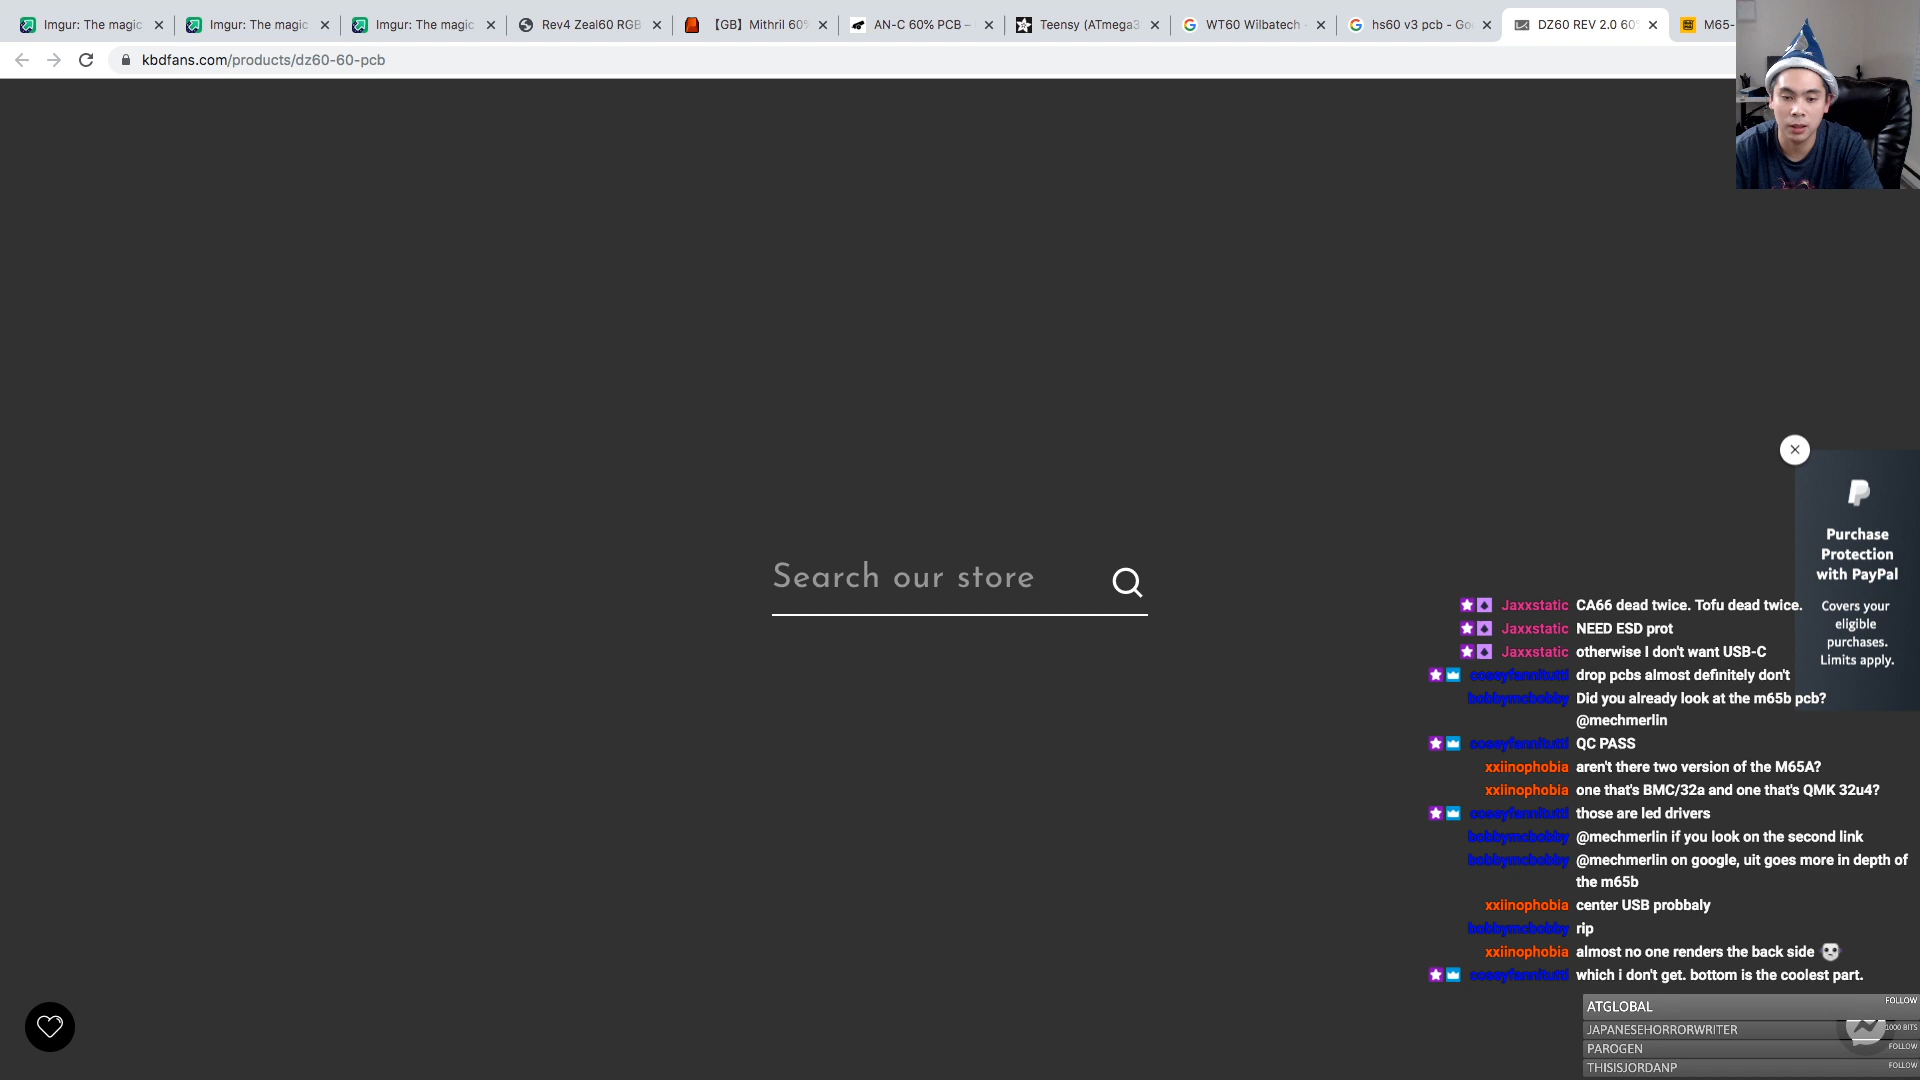 Imgur: The magic
Imgur: The magic
Imgur: The magic
Rev4 Zeal60 RGB
【GB】Mithril 60%
AN-C 60% PCB –
Teensy (ATmega3
WT60 Wilbatech
hs60 v3 pcb - Go
DZ60 REV 2.0 60
M65-
kbdfans.com/products/dz60-60-pcb
Search our store
Purchase
Protection
with PayPal
Covers your
eligible
purchases.
Limits apply.
Jaxxstatic CA66 dead twice. Tofu dead twice.
Jaxxstatic NEED ESD prot
Jaxxstatic otherwise I don't want USB-C
drop pcbs almost definitely don't
bobbymcbobby Did you already look at the m65b pcb?
@mechmerlin
QC PASS
xxiinophobia aren't there two version of the M65A?
xxiinophobia one that's BMC/32a and one that's QMK 32u4?
those are led drivers
bobbymcbobby @mechmerlin if you look on the second link
bobbymcbobby @mechmerlin on google, uit goes more in depth of
the m65b
xxiinophobia center USB probbaly
bobbymcbobby rip
xxiinophobia almost no one renders the back side
which i don't get. bottom is the coolest part.
ATGLOBAL FOLLOW
JAPANESEHORRORWRITER 1000 BITS
PAROGEN FOLLOW
THISISJORDANP FOLLOW